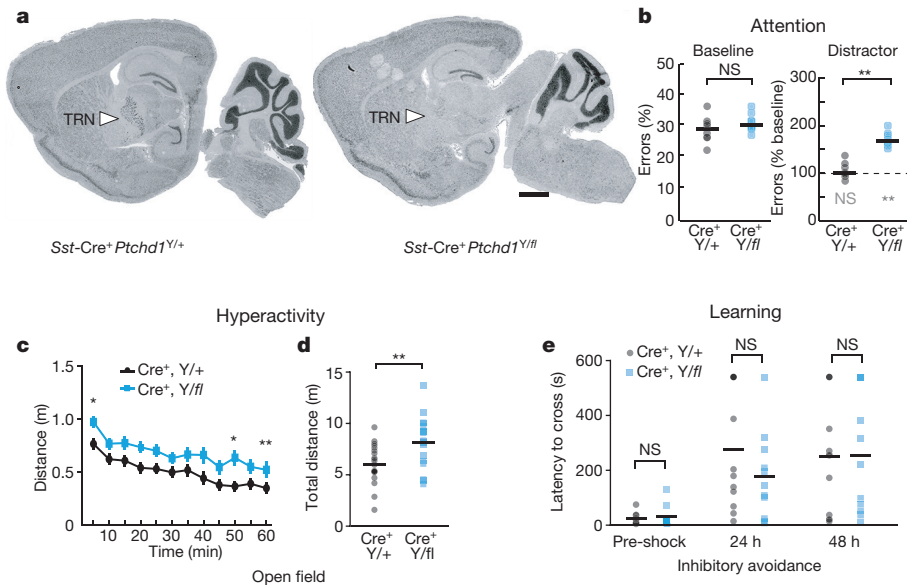 a
TRN
TRN
Sst-Cre⁺Ptchd1^Y/+
Sst-Cre⁺Ptchd1^Y/fl
b
Attention
Baseline
Distractor
NS
**
Errors (%)
50
40
30
20
10
0
Errors (% baseline)
300
200
100
0
NS
**
Cre⁺
Y/+
Cre⁺
Y/fl
Cre⁺
Y/+
Cre⁺
Y/fl
Hyperactivity
c
Cre⁺, Y/+
Cre⁺, Y/fl
Distance (m)
1.5
1.0
0.5
0
*
*
**
10
20
30
40
50
60
Time (min)
d
**
Total distance (m)
15
10
5
0
Cre⁺
Y/+
Cre⁺
Y/fl
Open field
Learning
e
Cre⁺, Y/+
Cre⁺, Y/fl
NS
NS
NS
Latency to cross (s)
600
400
200
0
Pre-shock
24 h
48 h
Inhibitory avoidance